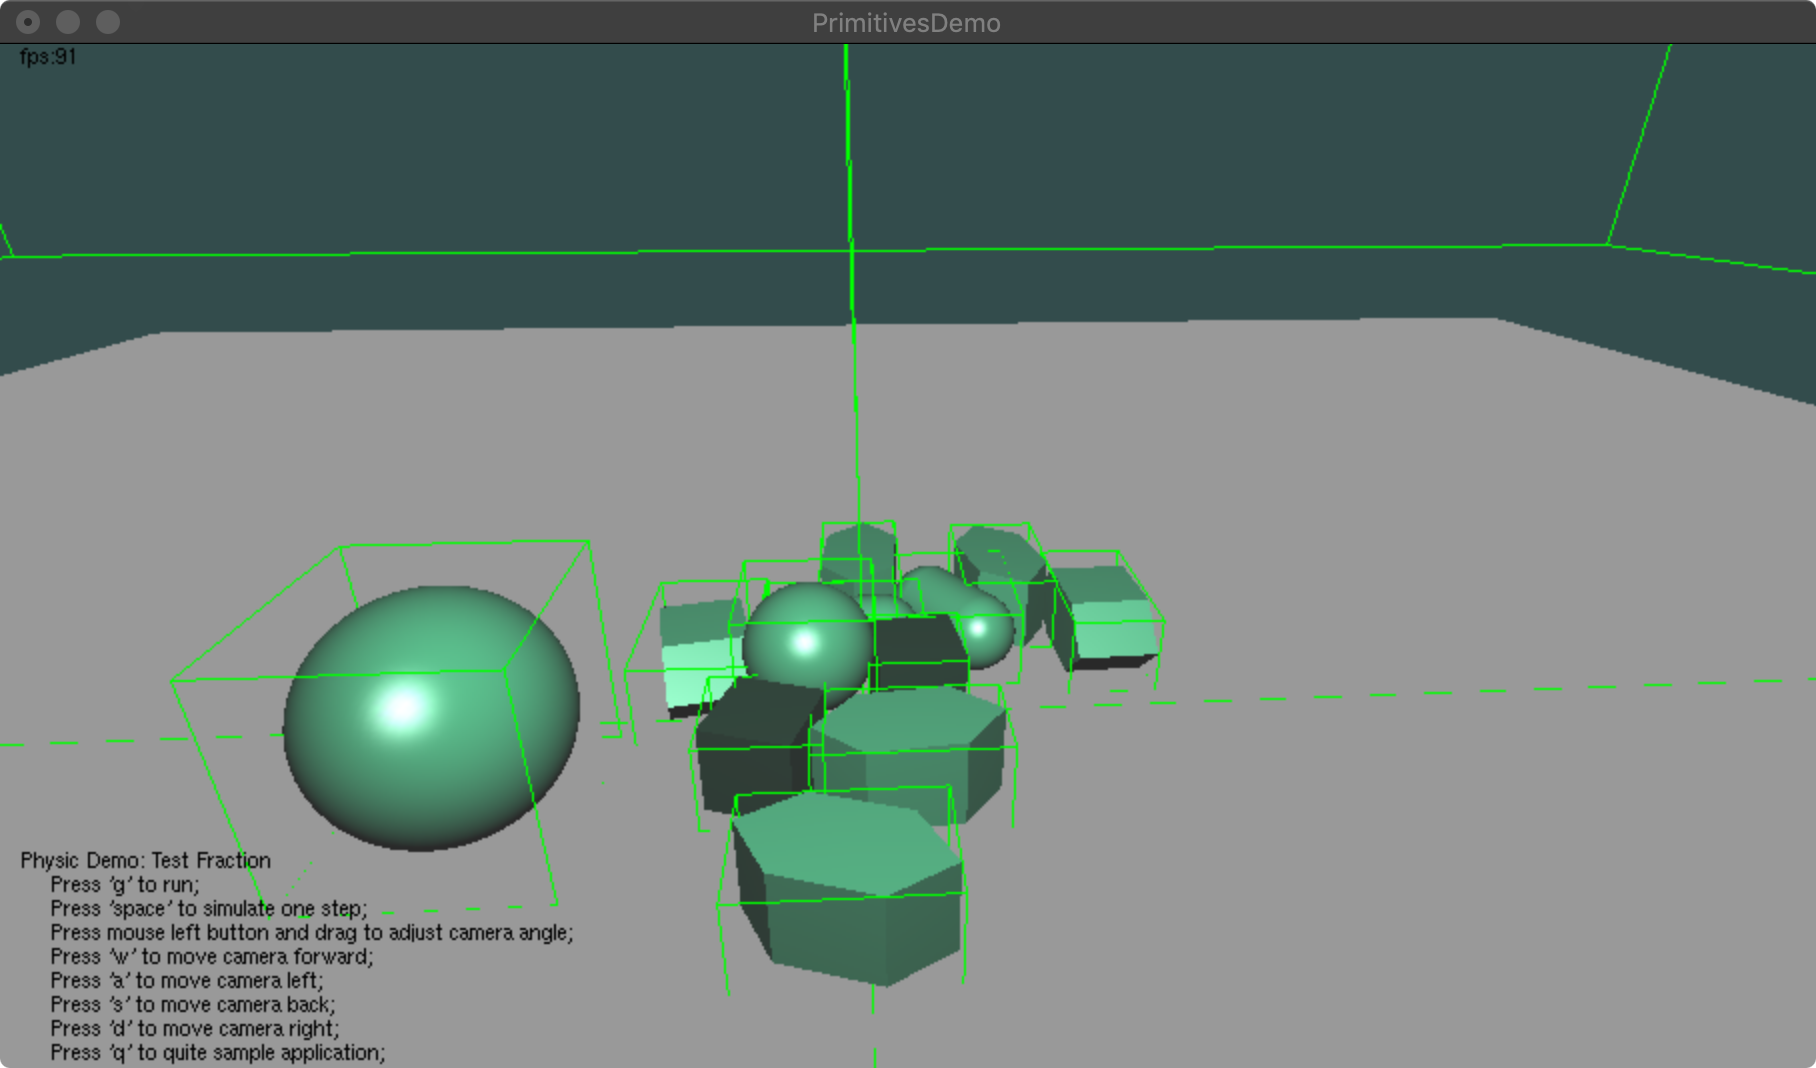 PrimitivesDemo
fps:91
Physic Demo: Test Fraction
Press 'g' to run;
Press 'space' to simulate one step;
Press mouse left button and drag to adjust camera angle;
Press 'w' to move camera forward;
Press 'a' to move camera left;
Press 's' to move camera back;
Press 'd' to move camera right;
Press 'q' to quite sample application;